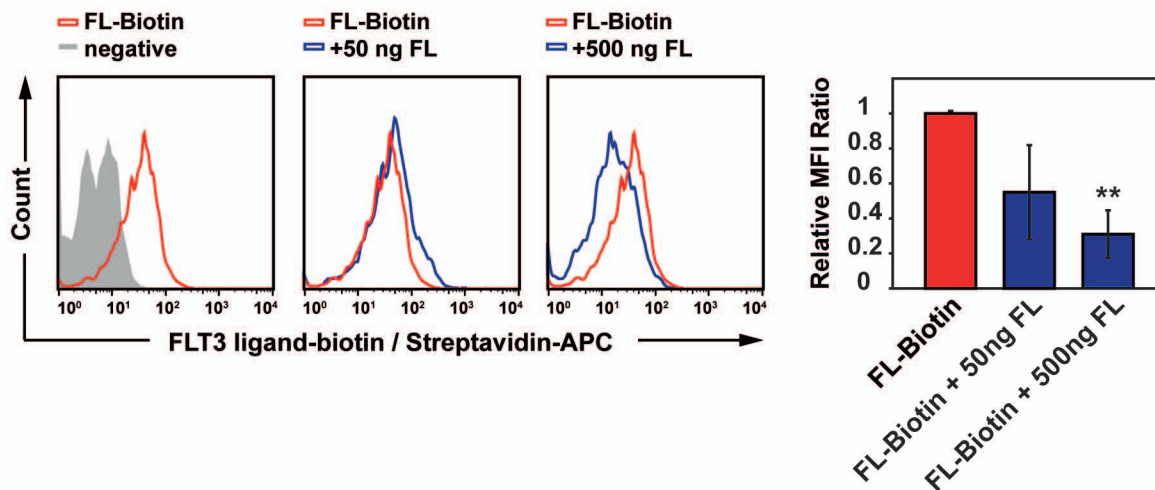 FL-Biotin
negative
FL-Biotin
+50 ng FL
FL-Biotin
+500 ng FL
Count
10⁰ 10¹ 10² 10³ 10⁴
10⁰ 10¹ 10² 10³ 10⁴
10⁰ 10¹ 10² 10³ 10⁴
FLT3 ligand-biotin / Streptavidin-APC
Relative MFI Ratio
1
0.8
0.6
0.4
0.2
0
**
FL-Biotin
FL-Biotin + 50ng FL
FL-Biotin + 500ng FL